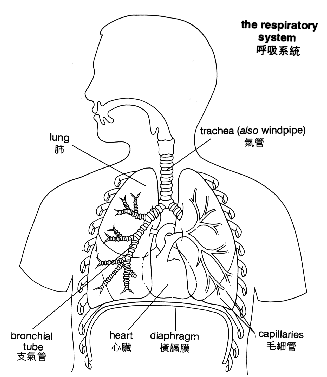 the respiratory
system
呼吸系統
lung
肺
trachea (also windpipe)
氣管
bronchial
tube
支氣管
heart
心臟
diaphragm
橫膈膜
capillaries
毛細管